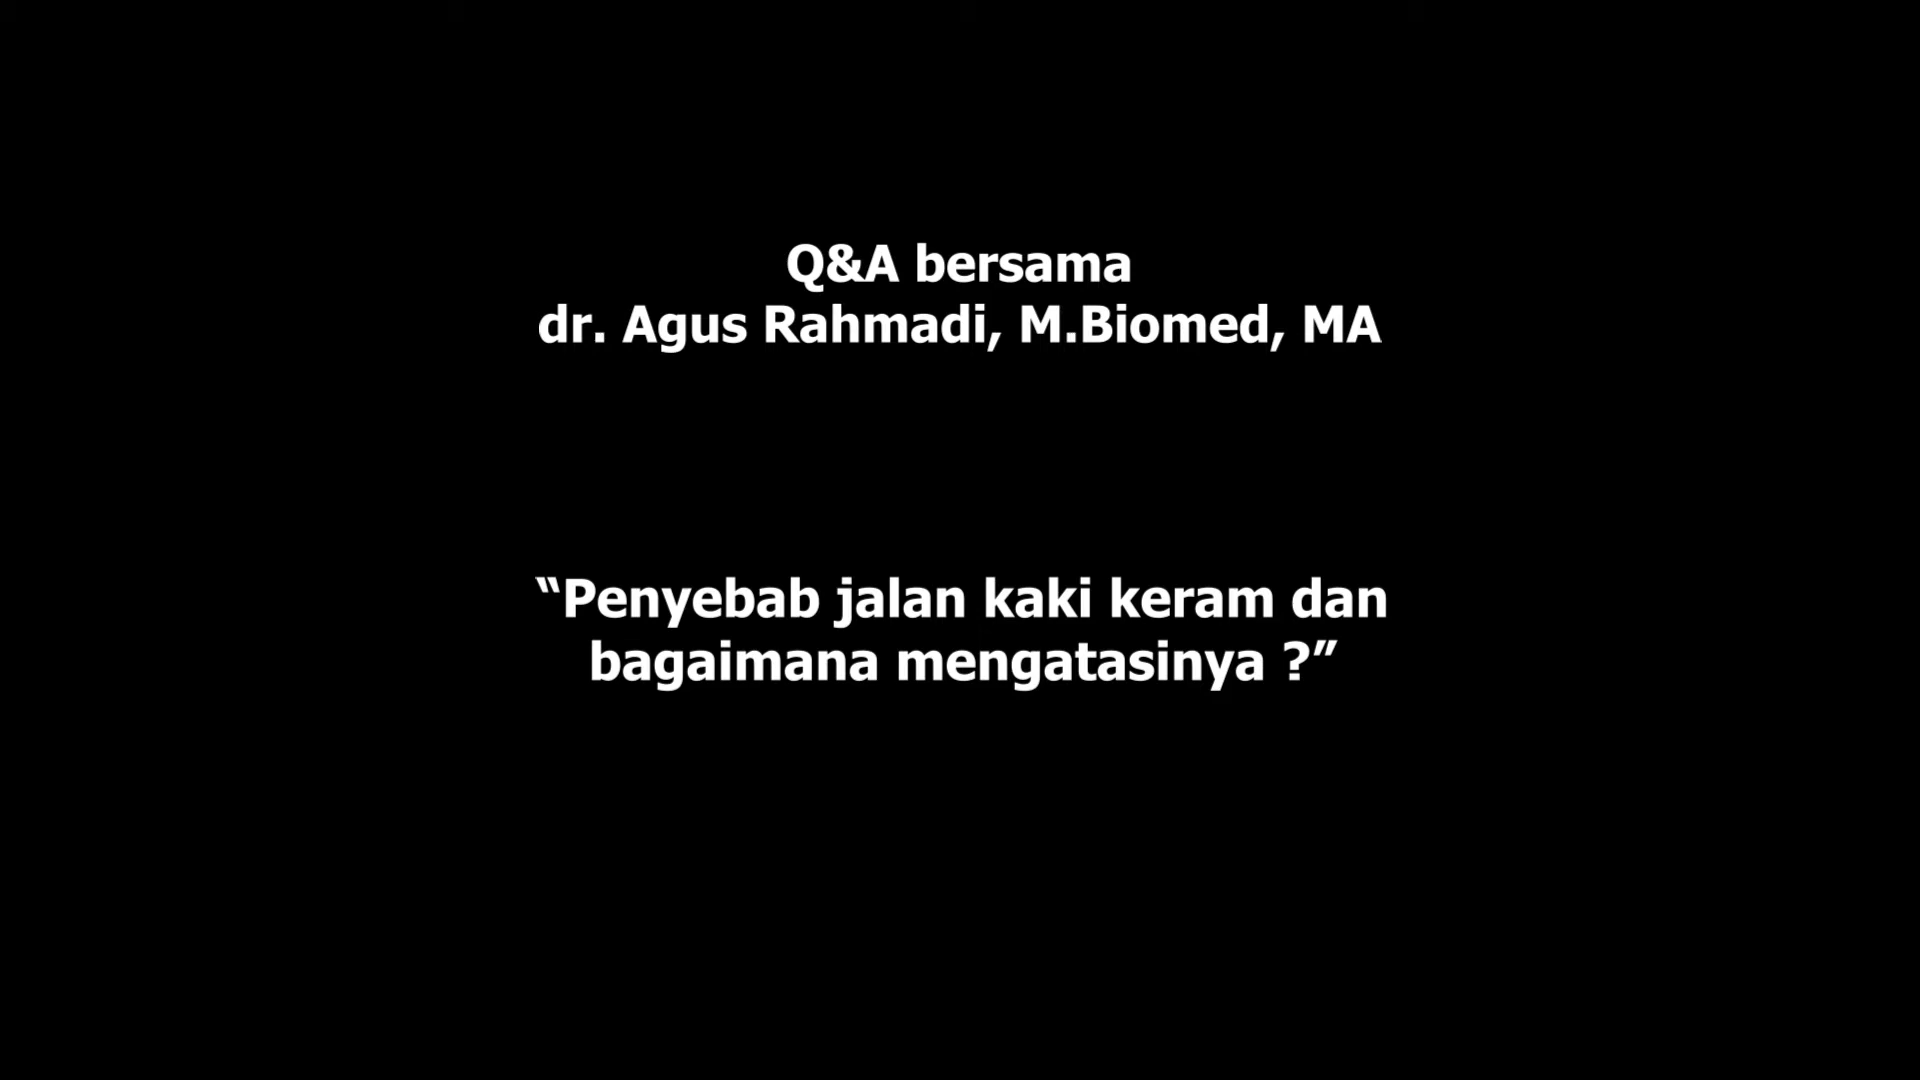 Q&A bersama
dr. Agus Rahmadi, M.Biomed, MA
“Penyebab jalan kaki keram dan
bagaimana mengatasinya ?”